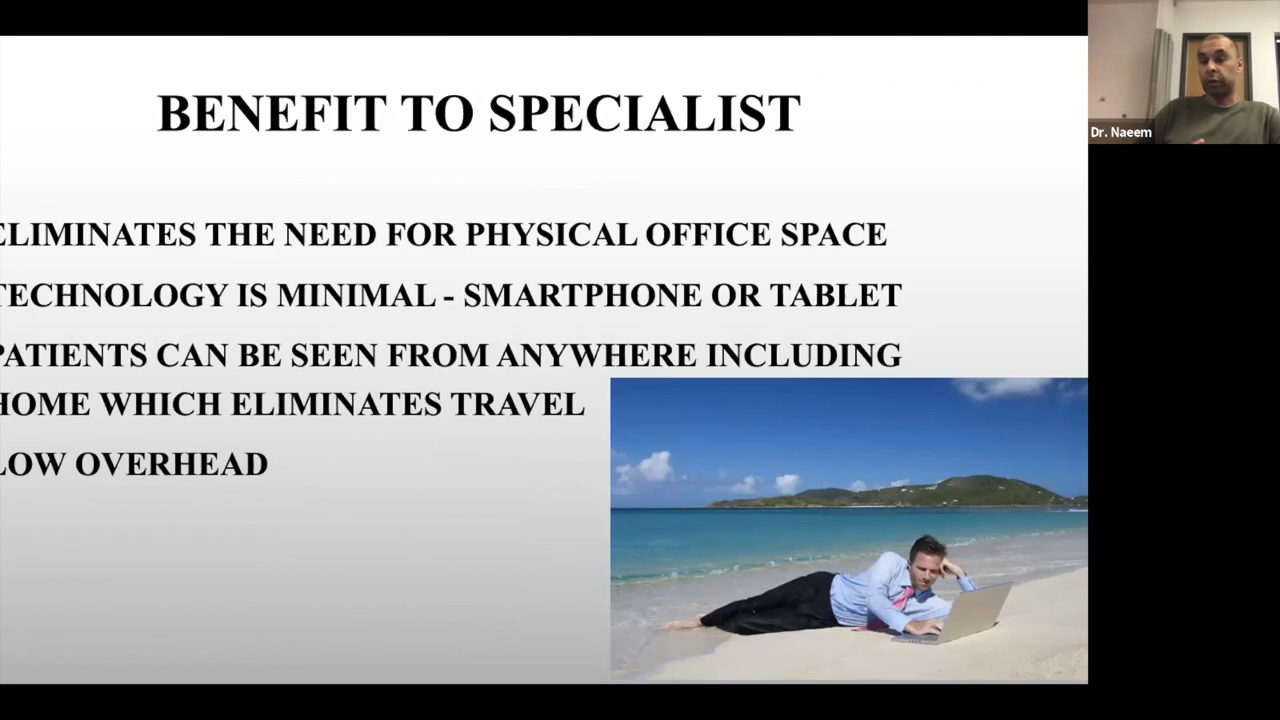 BENEFIT TO SPECIALIST
ELIMINATES THE NEED FOR PHYSICAL OFFICE SPACE
TECHNOLOGY IS MINIMAL - SMARTPHONE OR TABLET
PATIENTS CAN BE SEEN FROM ANYWHERE INCLUDING
HOME WHICH ELIMINATES TRAVEL
LOW OVERHEAD
Dr. Naeem